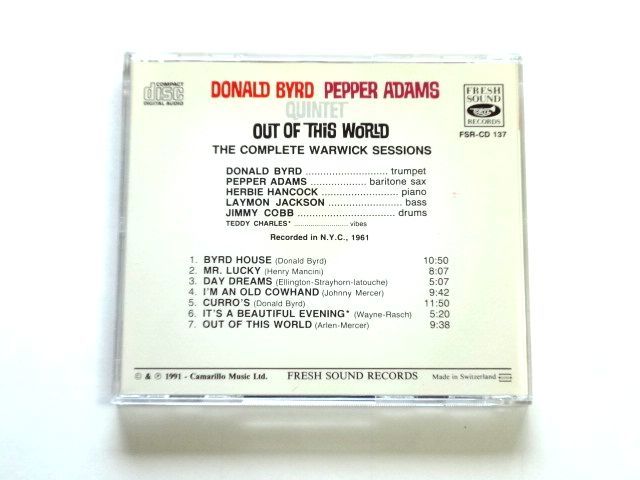 COMPACT
disc
DIGITAL AUDIO
DONALD BYRD PEPPER ADAMS
QUINTET
OUT OF THIS WORLD
THE COMPLETE WARWICK SESSIONS
FRESH
SOUND
RECORDS
FSR-CD 137
DONALD BYRD ........................... trumpet
PEPPER ADAMS .................. baritone sax
HERBIE HANCOCK ......................... piano
LAYMON JACKSON ........................ bass
JIMMY COBB ................................ drums
TEDDY CHARLES* ........................ vibes
Recorded in N.Y.C., 1961
1. BYRD HOUSE (Donald Byrd) 10:50
2. MR. LUCKY (Henry Mancini) 8:07
3. DAY DREAMS (Ellington-Strayhorn-latouche) 5:07
4. I'M AN OLD COWHAND (Johnny Mercer) 9:42
5. CURRO'S (Donald Byrd) 11:50
6. IT'S A BEAUTIFUL EVENING* (Wayne-Rasch) 5:20
7. OUT OF THIS WORLD (Arlen-Mercer) 9:38
© & ℗ 1991 - Camarillo Music Ltd. FRESH SOUND RECORDS Made in Switzerland